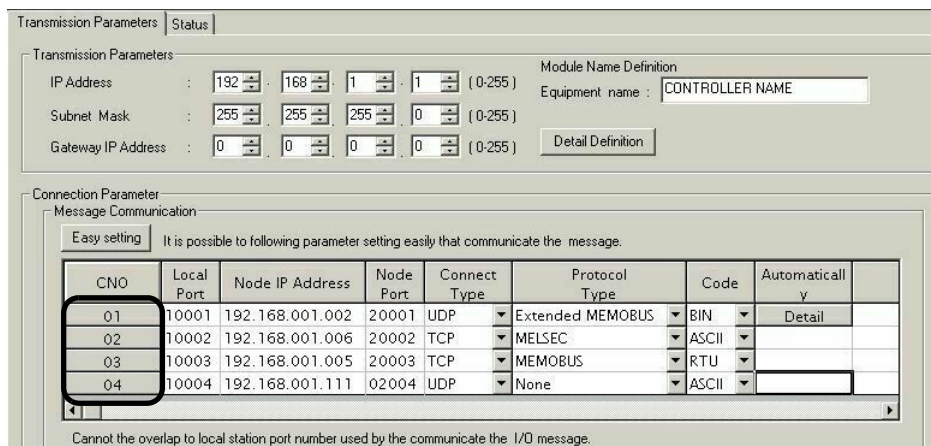 Transmission Parameters Status
Transmission Parameters
IP Address : 192 . 168 . 1 . 1 ( 0-255 )
Subnet Mask : 255 . 255 . 255 . 0 ( 0-255 )
Gateway IP Address : 0 . 0 . 0 . 0 ( 0-255 )
Module Name Definition
Equipment name : CONTROLLER NAME
Detail Definition
Connection Parameter
Message Communication
Easy setting It is possible to following parameter setting easily that communicate the message.
CNO Local Port Node IP Address Node Port Connect Type Protocol Type Code Automatically
01 10001 192.168.001.002 20001 UDP Extended MEMOBUS BIN Detail
02 10002 192.168.001.006 20002 TCP MELSEC ASCII
03 10003 192.168.001.005 20003 TCP MEMOBUS RTU
04 10004 192.168.001.111 02004 UDP None ASCII
Cannot the overlap to local station port number used by the communicate the I/O message.